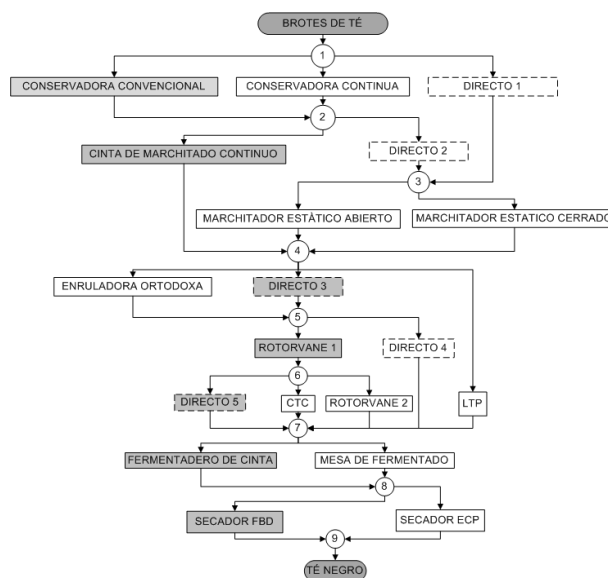 BROTES DE TÉ
1
CONSERVADORA CONVENCIONAL
CONSERVADORA CONTINUA
DIRECTO 1
2
CINTA DE MARCHITADO CONTINUO
DIRECTO 2
3
MARCHITADOR ESTÀTICO ABIERTO
MARCHITADOR ESTATICO CERRADO
4
ENRULADORA ORTODOXA
DIRECTO 3
5
ROTORVANE 1
DIRECTO 4
6
DIRECTO 5
CTC
ROTORVANE 2
LTP
7
FERMENTADERO DE CINTA
MESA DE FERMENTADO
8
SECADOR FBD
SECADOR ECP
9
TÉ NEGRO